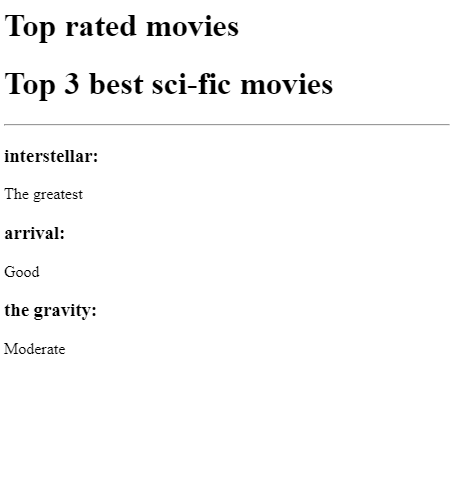 Top rated movies
Top 3 best sci-fic movies
interstellar:
The greatest
arrival:
Good
the gravity:
Moderate